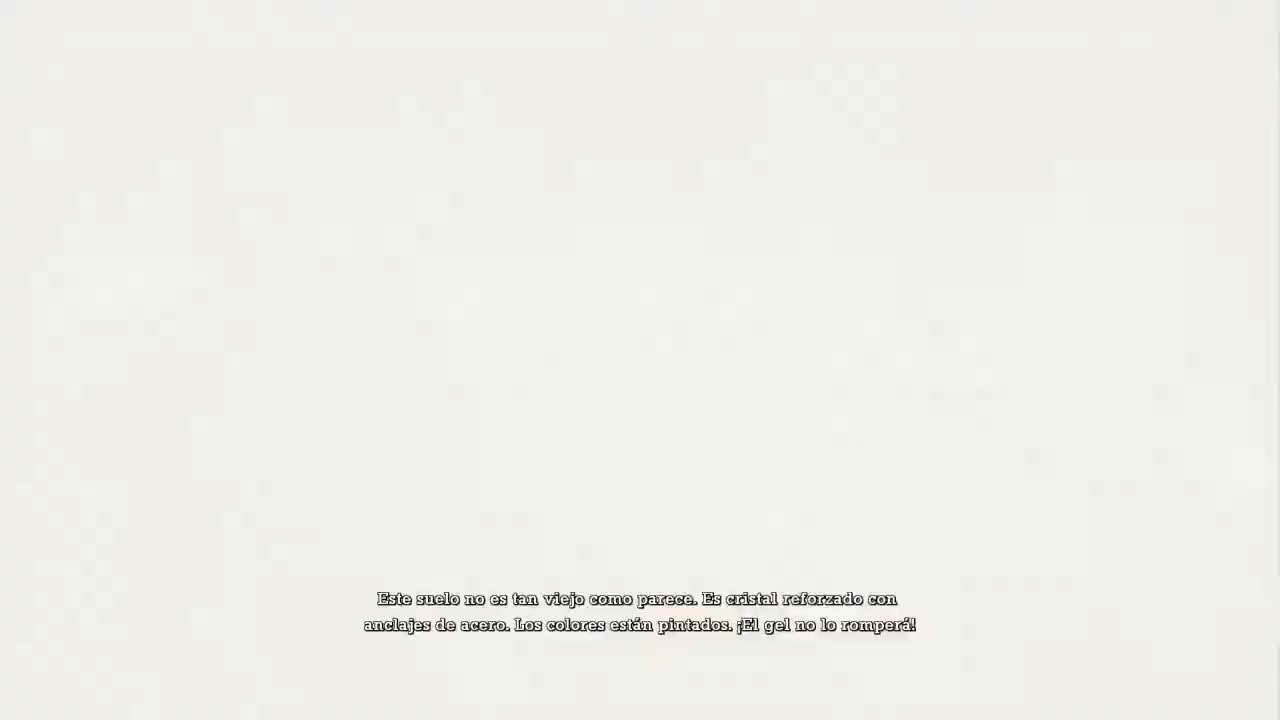 Este suelo no es tan viejo como parece. Es cristal reforzado con
anclajes de acero. Los colores están pintados. ¡El gel no lo romperá!